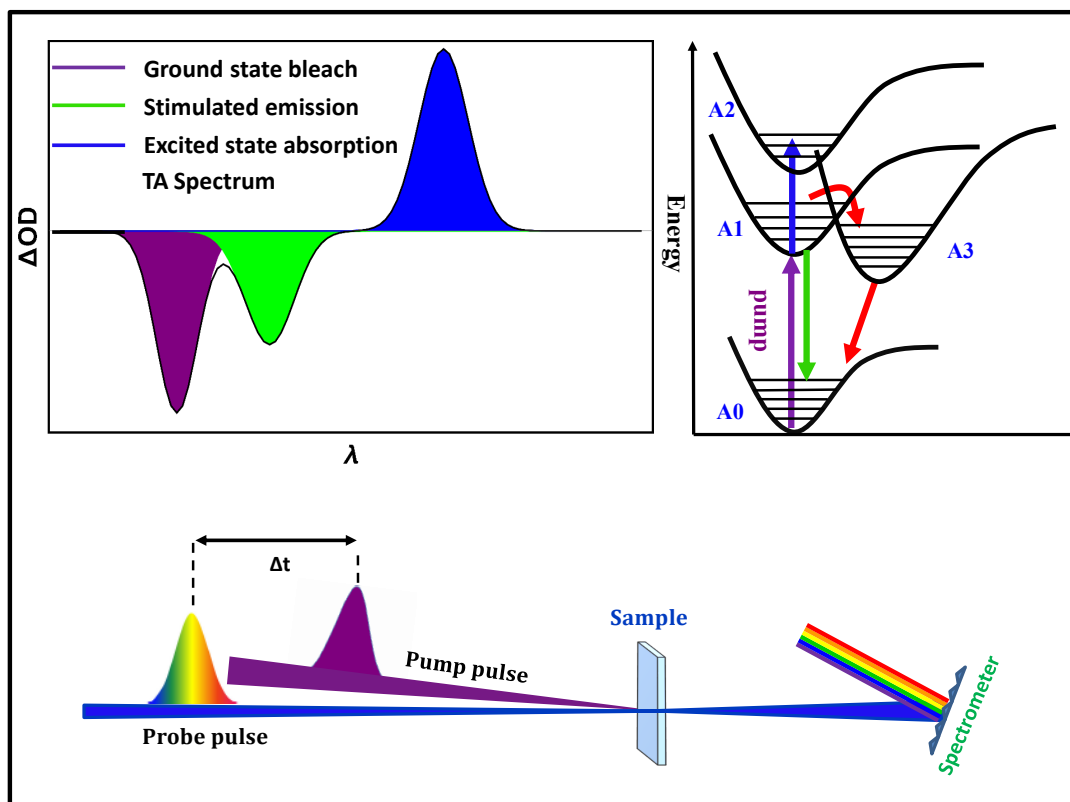 Ground state bleach
Stimulated emission
Excited state absorption
TA Spectrum
ΔOD
λ
Energy
A2
A1
A3
pump
A0
Δt
Sample
Pump pulse
Probe pulse
Spectrometer